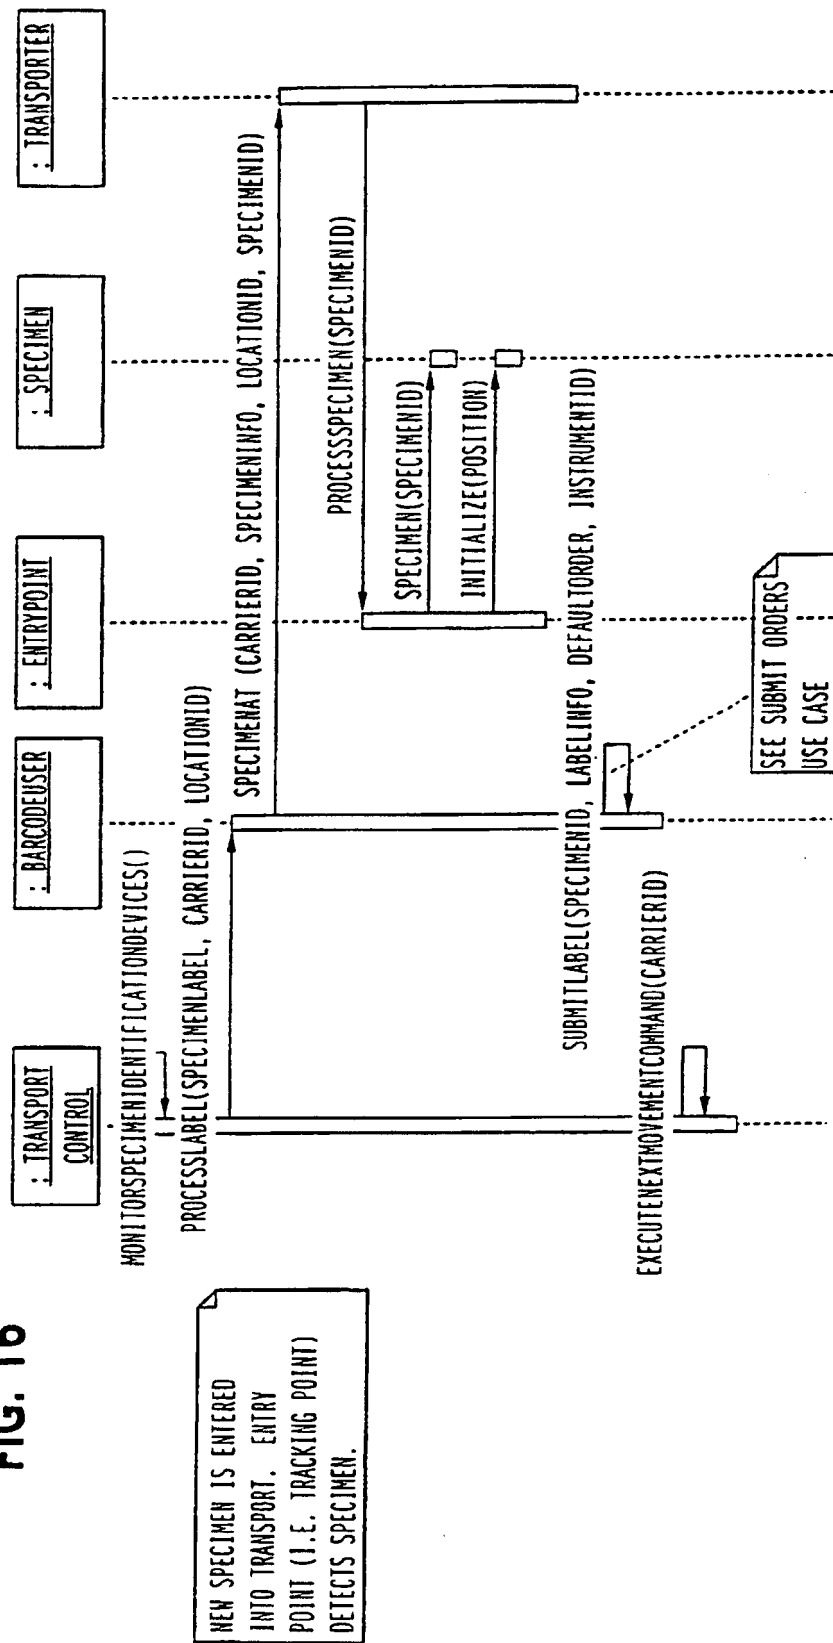 FIG. 16
: TRANSPORT
CONTROL
: BARCODEUSER
: ENTRYPOINT
: SPECIMEN
: TRANSPORTER
MONITORSPECIMENIDENTIFICATIONDEVICES()
PROCESSLABEL(SPECIMENLABEL, CARRIERID, LOCATIONID)
SPECIMENAT (CARRIERID, SPECIMENINFO, LOCATIONID, SPECIMENID)
NEW SPECIMEN IS ENTERED
INTO TRANSPORT. ENTRY
POINT (I.E. TRACKING POINT)
DETECTS SPECIMEN.
PROCESSSPECIMEN(SPECIMENID)
SPECIMEN(SPECIMENID)
INITIALIZE(POSITION)
SUBMITLABEL(SPECIMENID, LABELINFO, DEFAULTORDER, INSTRUMENTID)
EXECUTENEXTMOVEMENTCOMMAND(CARRIERID)
SEE SUBMIT ORDERS
USE CASE